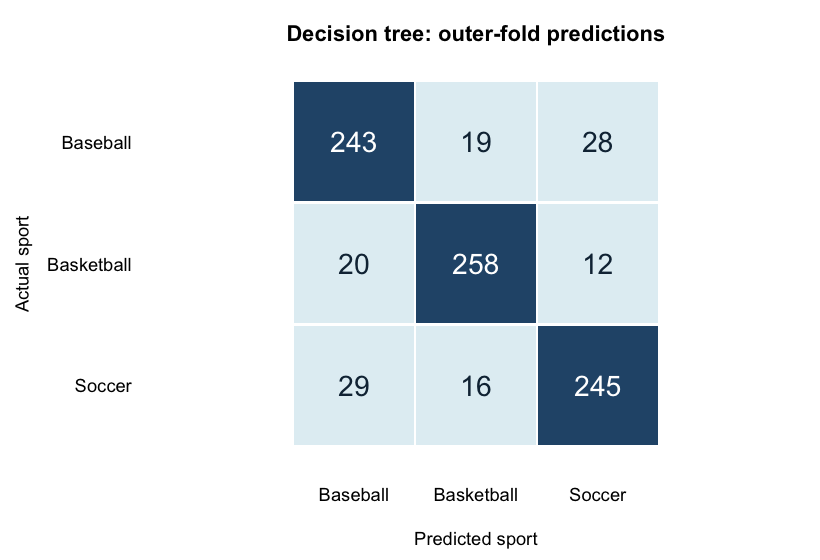 Decision tree: outer-fold predictions
Actual sport
Baseball 243 19 28
Basketball 20 258 12
Soccer 29 16 245
Baseball Basketball Soccer
Predicted sport